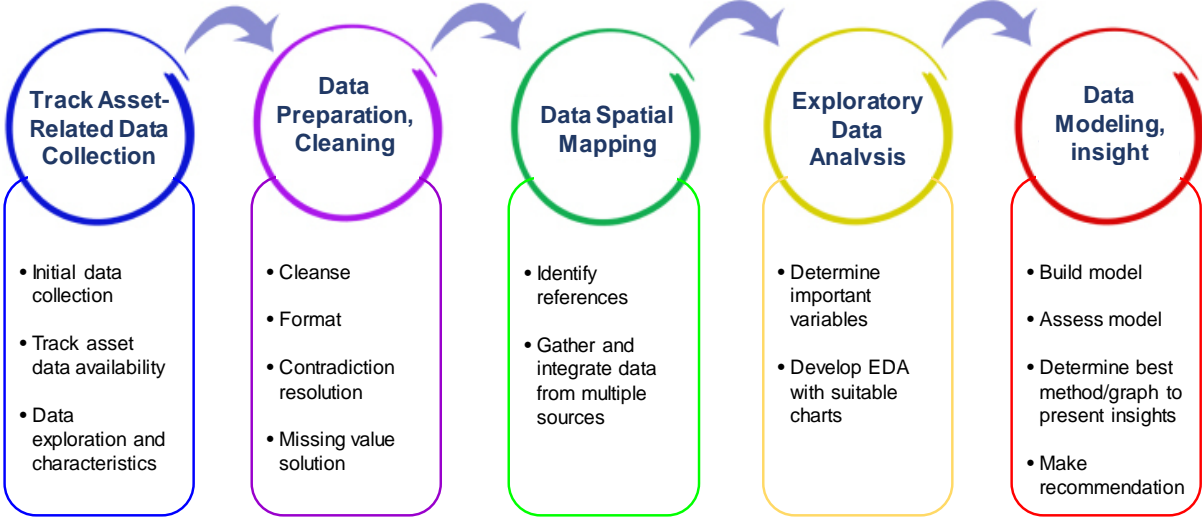 Track Asset-
Related Data
Collection
• Initial data
collection
• Track asset
data availability
• Data
exploration and
characteristics
Data
Preparation,
Cleaning
• Cleanse
• Format
• Contradiction
resolution
• Missing value
solution
Data Spatial
Mapping
• Identify
references
• Gather and
integrate data
from multiple
sources
Exploratory
Data
Analysis
• Determine
important
variables
• Develop EDA
with suitable
charts
Data
Modeling,
insight
• Build model
• Assess model
• Determine best
method/graph to
present insights
• Make
recommendation